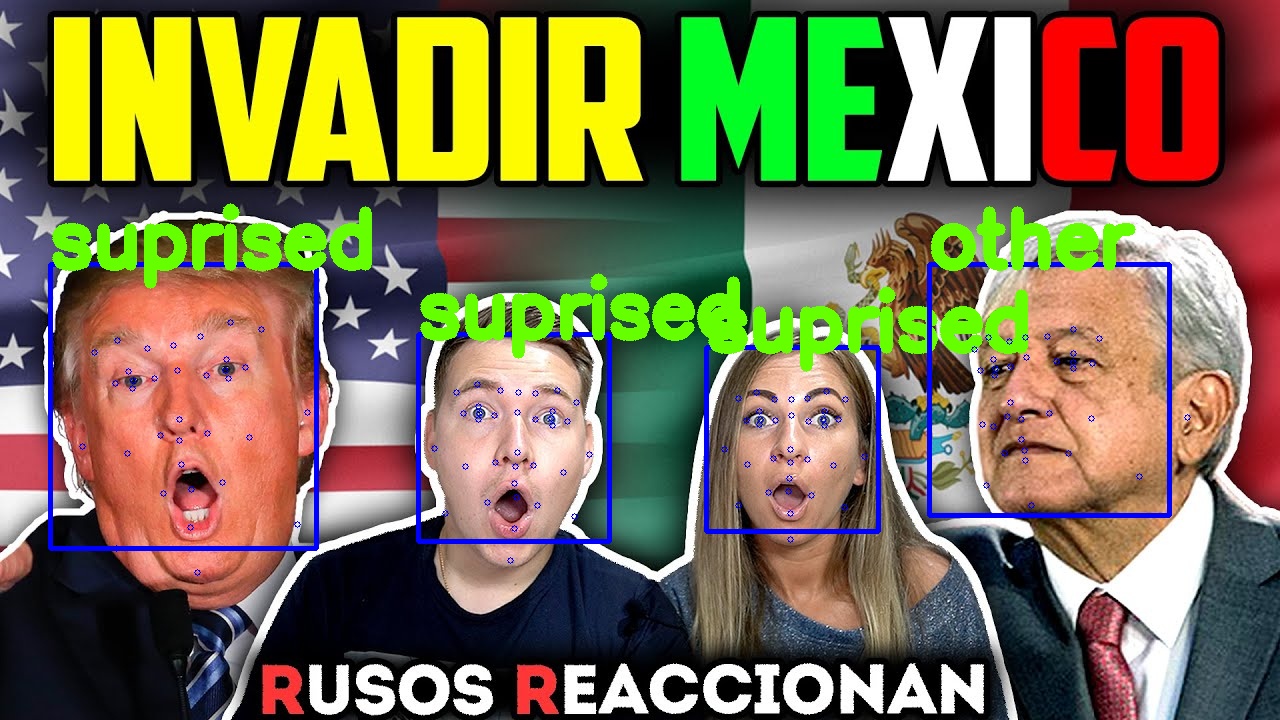 INVADIR MEXICO
suprised
other
suprised
suprised
RUSOS REACCIONAN